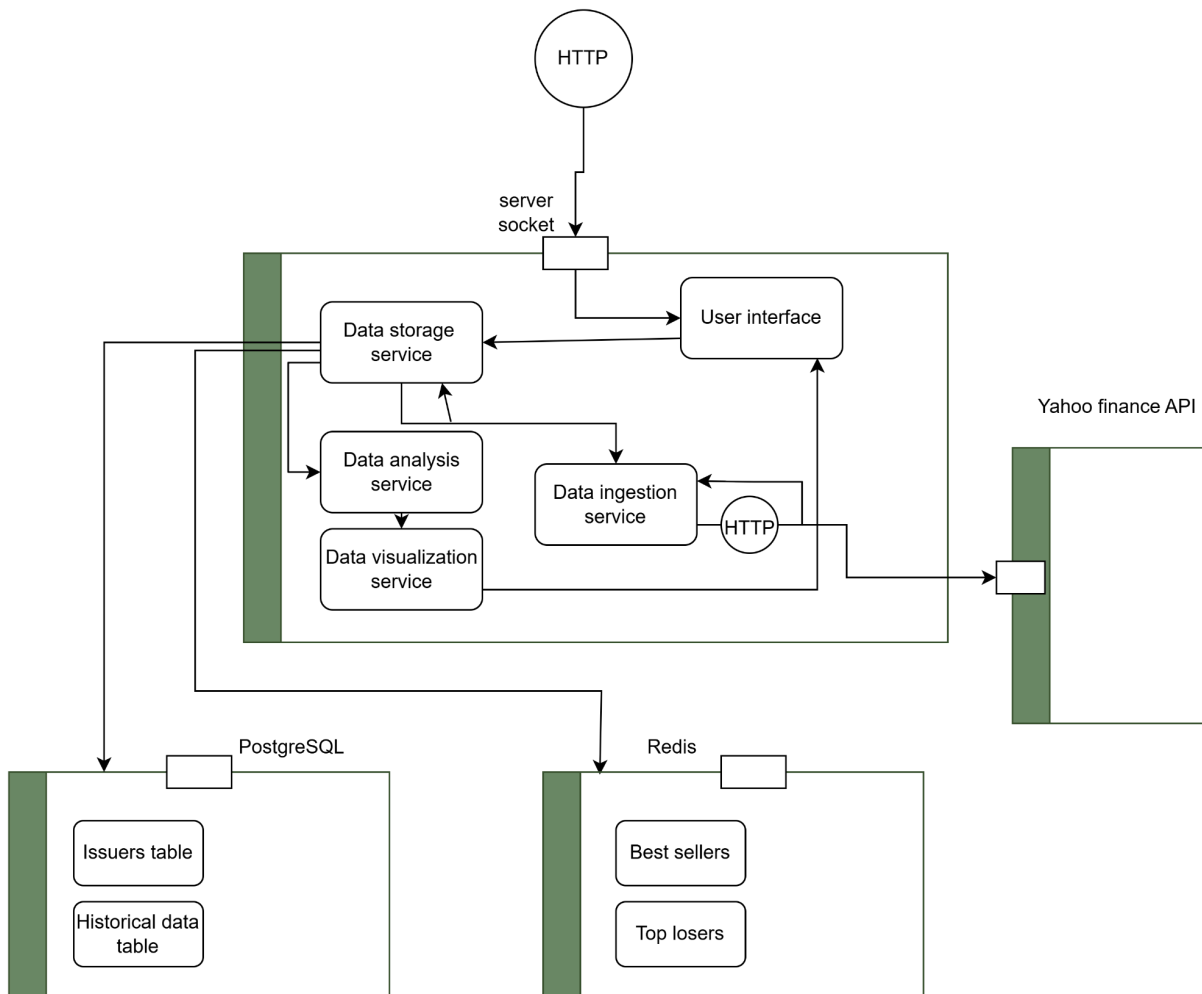 HTTP
server
socket
User interface
Data storage
service
Yahoo finance API
Data analysis
service
Data ingestion
service
HTTP
Data visualization
service
PostgreSQL
Redis
Issuers table
Best sellers
Historical data
table
Top losers